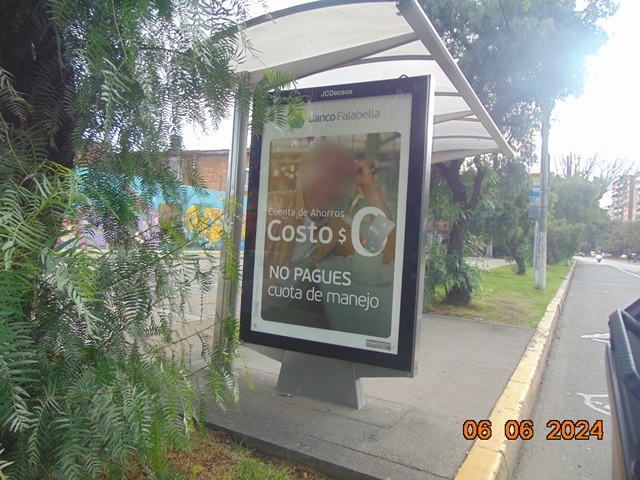 JCDecaux
Banco Falabella
Cuenta de Ahorros
Costo $ 0
NO PAGUES
cuota de manejo
06 06 2024